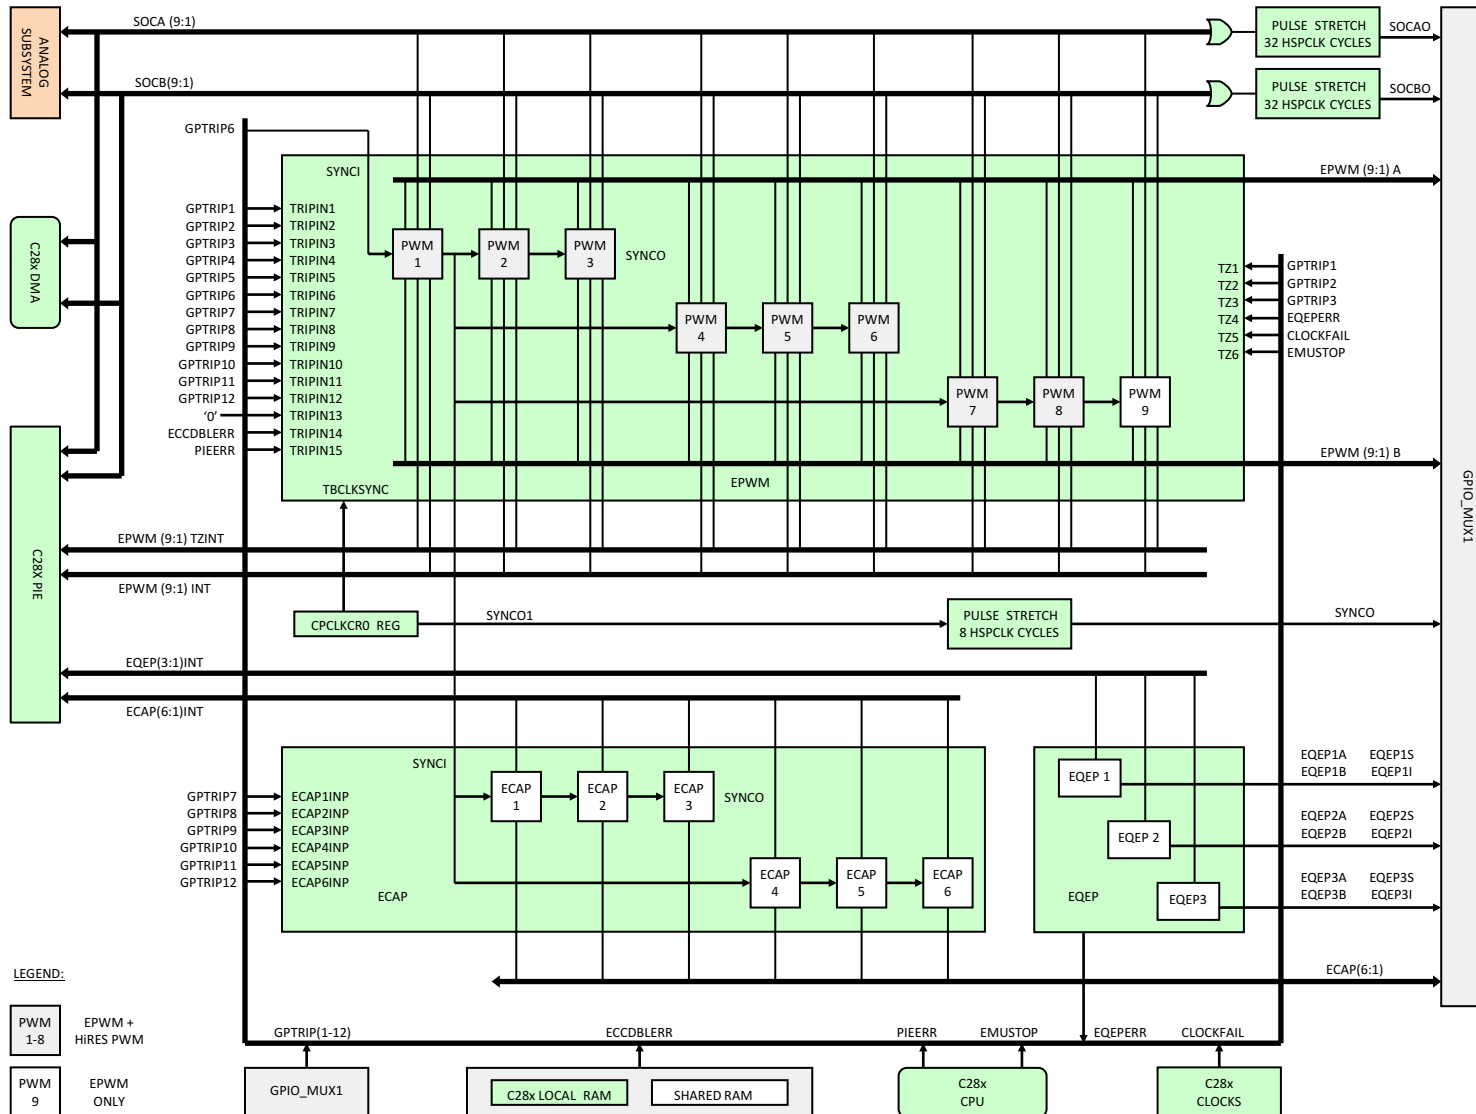 SOCA (9:1)
ANALOG
SUBSYSTEM
PULSE STRETCH
32 HSPCLK CYCLES
SOCAO
SOCB(9:1)
PULSE STRETCH
32 HSPCLK CYCLES
SOCBO
GPTRIP6
SYNCI
EPWM (9:1) A
GPTRIP1
GPTRIP2
GPTRIP3
GPTRIP4
GPTRIP5
GPTRIP6
GPTRIP7
GPTRIP8
GPTRIP9
GPTRIP10
GPTRIP11
GPTRIP12
‘0’
ECCDBLERR
PIEERR
TRIPIN1
TRIPIN2
TRIPIN3
TRIPIN4
TRIPIN5
TRIPIN6
TRIPIN7
TRIPIN8
TRIPIN9
TRIPIN10
TRIPIN11
TRIPIN12
TRIPIN13
TRIPIN14
TRIPIN15
PWM
1
PWM
2
PWM
3
SYNCO
PWM
4
PWM
5
PWM
6
PWM
7
PWM
8
PWM
9
TZ1
TZ2
TZ3
TZ4
TZ5
TZ6
GPTRIP1
GPTRIP2
GPTRIP3
EQEPERR
CLOCKFAIL
EMUSTOP
C28x DMA
EPWM (9:1) B
EPWM
TBCLKSYNC
GPIO_MUX1
C28X PIE
EPWM (9:1) TZINT
EPWM (9:1) INT
CPCLKCR0 REG
SYNCO1
PULSE STRETCH
8 HSPCLK CYCLES
SYNCO
EQEP(3:1)INT
ECAP(6:1)INT
SYNCI
GPTRIP7
GPTRIP8
GPTRIP9
GPTRIP10
GPTRIP11
GPTRIP12
ECAP1INP
ECAP2INP
ECAP3INP
ECAP4INP
ECAP5INP
ECAP6INP
ECAP
1
ECAP
2
ECAP
3
SYNCO
ECAP
4
ECAP
5
ECAP
6
ECAP
EQEP 1
EQEP 2
EQEP3
EQEP
EQEP1A EQEP1S
EQEP1B EQEP1I
EQEP2A EQEP2S
EQEP2B EQEP2I
EQEP3A EQEP3S
EQEP3B EQEP3I
ECAP(6:1)
LEGEND:
PWM
1-8
EPWM +
HiRES PWM
PWM
9
EPWM
ONLY
GPTRIP(1-12)
ECCDBLERR
PIEERR
EMUSTOP
EQEPERR
CLOCKFAIL
GPIO_MUX1
C28x LOCAL RAM
SHARED RAM
C28x
CPU
C28x
CLOCKS